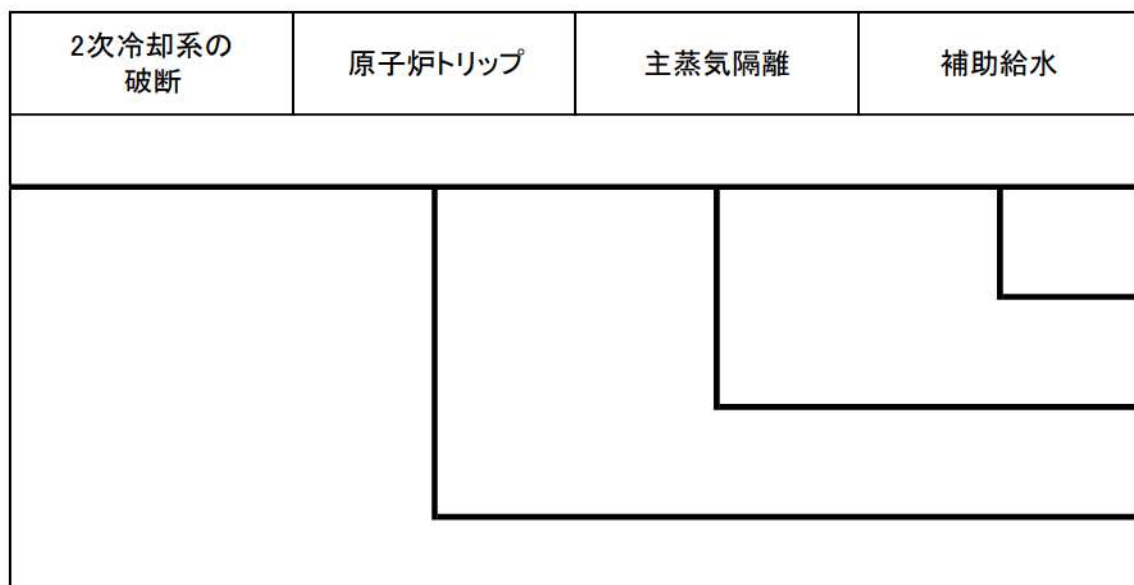 2次冷却系の
破断
原子炉トリップ
主蒸気隔離
補助給水